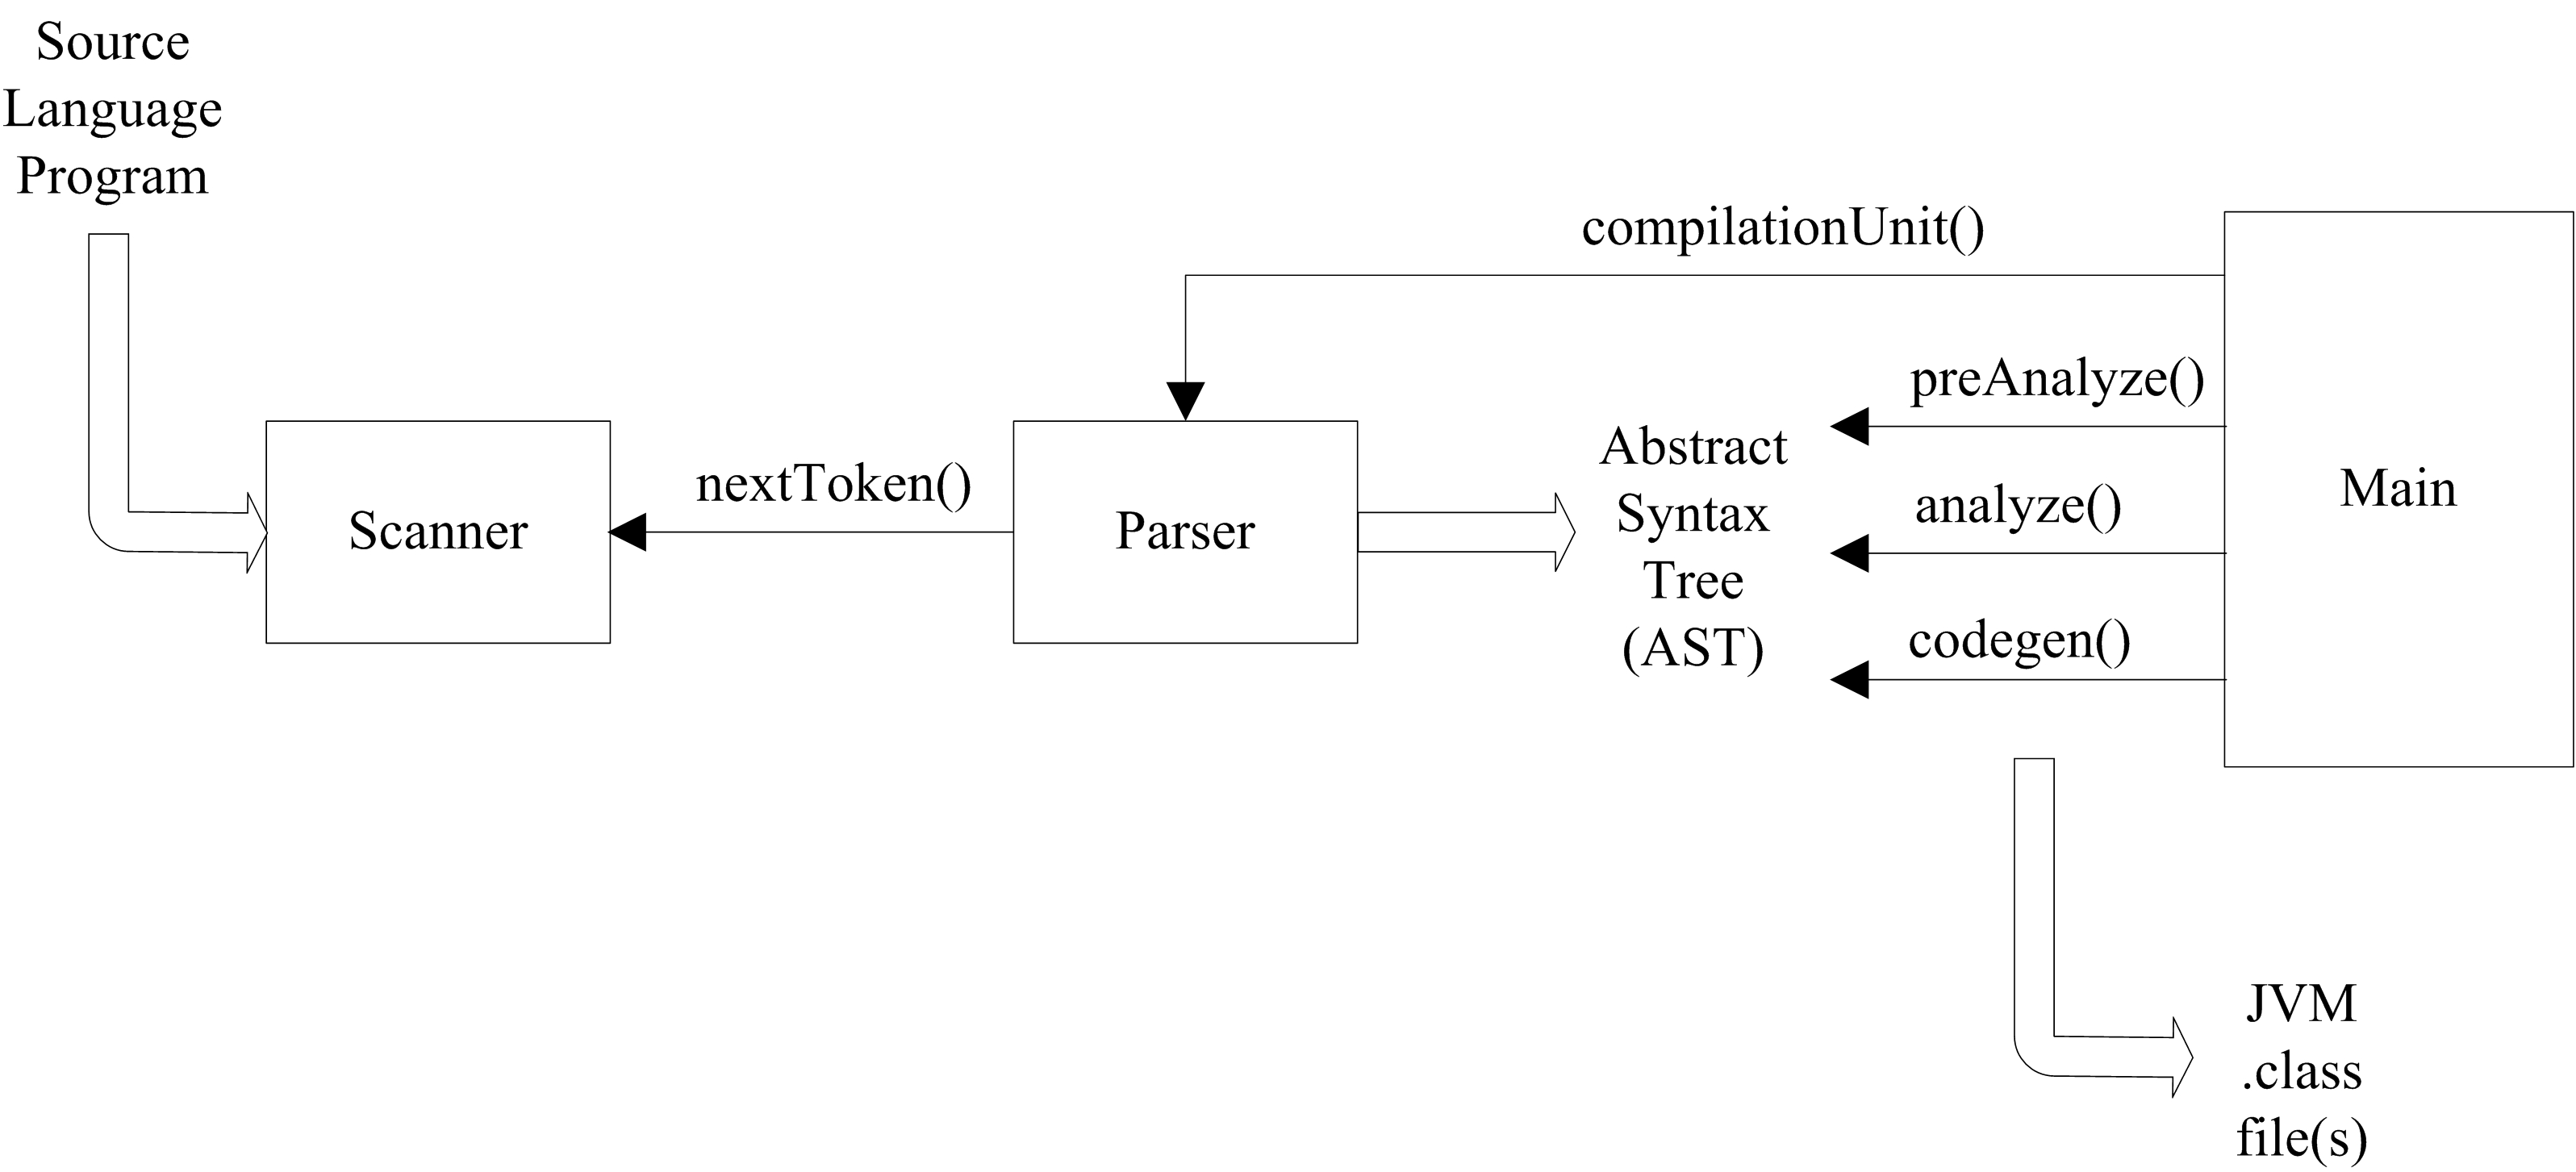 Source
Language
Program
compilationUnit()
preAnalyze()
Abstract
Syntax
Tree
(AST)
analyze()
codegen()
Main
nextToken()
Scanner
Parser
JVM
.class
file(s)